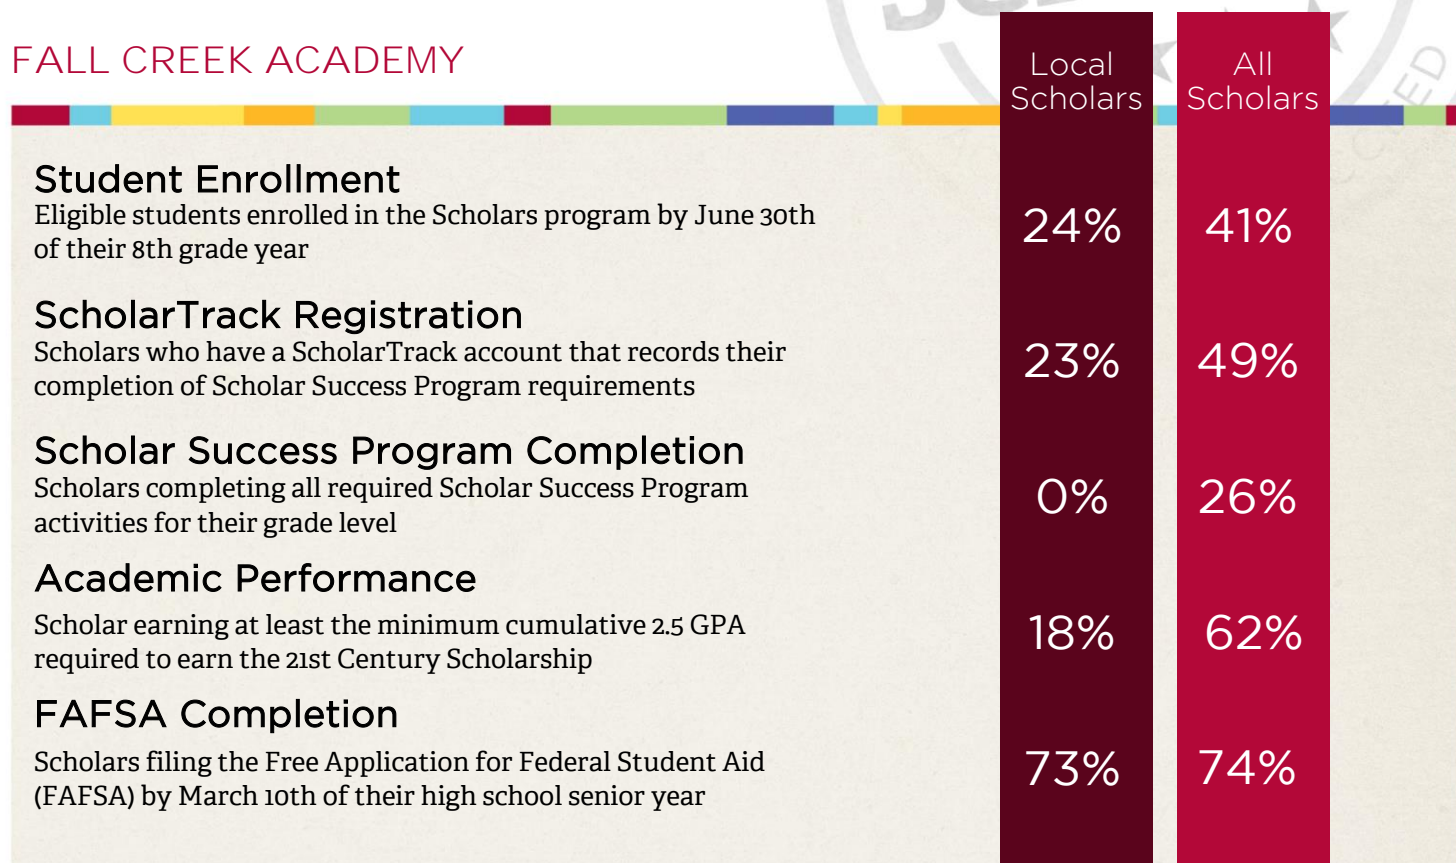 FALL CREEK ACADEMY
Local
Scholars
All
Scholars
Student Enrollment
Eligible students enrolled in the Scholars program by June 30th
of their 8th grade year
24%
41%
ScholarTrack Registration
Scholars who have a ScholarTrack account that records their
completion of Scholar Success Program requirements
23%
49%
Scholar Success Program Completion
Scholars completing all required Scholar Success Program
activities for their grade level
0%
26%
Academic Performance
Scholar earning at least the minimum cumulative 2.5 GPA
required to earn the 21st Century Scholarship
18%
62%
FAFSA Completion
Scholars filing the Free Application for Federal Student Aid
(FAFSA) by March 10th of their high school senior year
73%
74%